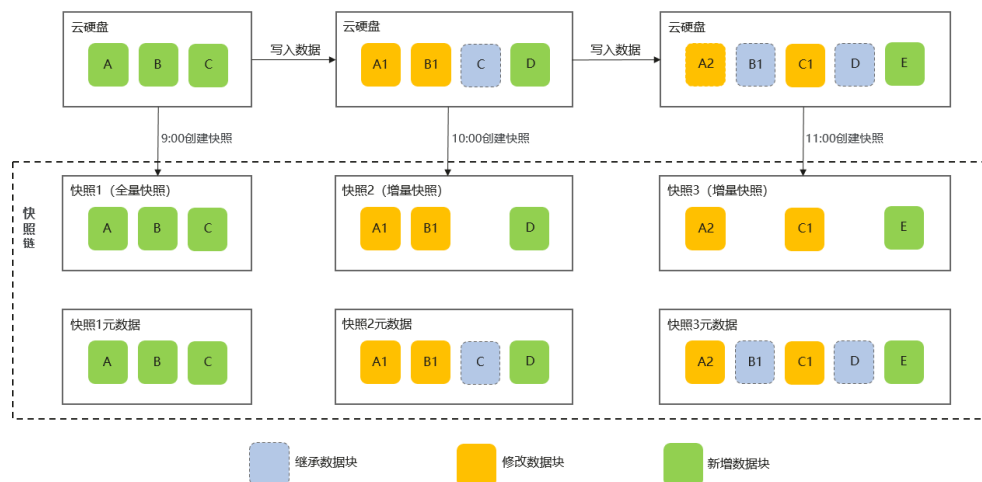 云硬盘
A B C
写入数据
云硬盘
A1 B1 C D
写入数据
云硬盘
A2 B1 C1 D E
9:00创建快照
10:00创建快照
11:00创建快照
快照链
快照1（全量快照）
A B C
快照2（增量快照）
A1 B1 D
快照3（增量快照）
A2 C1 E
快照1元数据
A B C
快照2元数据
A1 B1 C D
快照3元数据
A2 B1 C1 D E
继承数据块
修改数据块
新增数据块